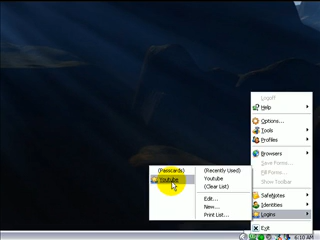 Logoff
Help
Options...
Tools
Profiles
Browsers
Save Forms...
Fill Forms...
Show Toolbar
SafeNotes
Identities
Logins
Exit
(Recently Used)
Youtube
(Clear List)
Edit...
New...
Print List...
(Passcards)
Youtube
6:10 AM